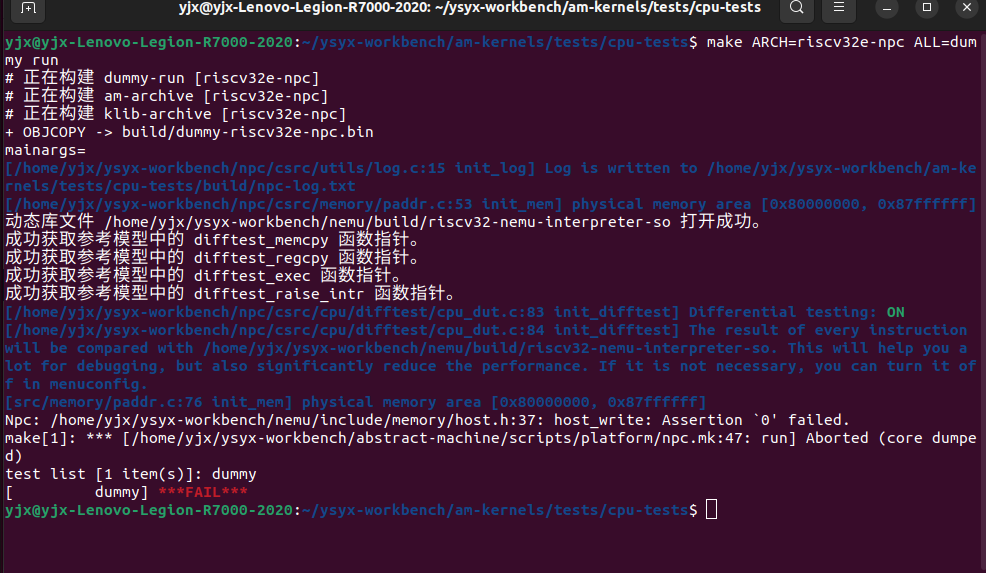 yjx@yjx-Lenovo-Legion-R7000-2020: ~/ysyx-workbench/am-kernels/tests/cpu-tests
yjx@yjx-Lenovo-Legion-R7000-2020:~/ysyx-workbench/am-kernels/tests/cpu-tests$ make ARCH=riscv32e-npc ALL=dum
my run
# 正在构建 dummy-run [riscv32e-npc]
# 正在构建 am-archive [riscv32e-npc]
# 正在构建 klib-archive [riscv32e-npc]
+ OBJCOPY -> build/dummy-riscv32e-npc.bin
mainargs=
[/home/yjx/ysyx-workbench/npc/csrc/utils/log.c:15 init_log] Log is written to /home/yjx/ysyx-workbench/am-ke
rnels/tests/cpu-tests/build/npc-log.txt
[/home/yjx/ysyx-workbench/npc/csrc/memory/paddr.c:53 init_mem] physical memory area [0x80000000, 0x87ffffff]
动态库文件 /home/yjx/ysyx-workbench/nemu/build/riscv32-nemu-interpreter-so 打开成功。
成功获取参考模型中的 difftest_memcpy 函数指针。
成功获取参考模型中的 difftest_regcpy 函数指针。
成功获取参考模型中的 difftest_exec 函数指针。
成功获取参考模型中的 difftest_raise_intr 函数指针。
[/home/yjx/ysyx-workbench/npc/csrc/cpu/difftest/cpu_dut.c:83 init_difftest] Differential testing: ON
[/home/yjx/ysyx-workbench/npc/csrc/cpu/difftest/cpu_dut.c:84 init_difftest] The result of every instruction
will be compared with /home/yjx/ysyx-workbench/nemu/build/riscv32-nemu-interpreter-so. This will help you a
lot for debugging, but also significantly reduce the performance. If it is not necessary, you can turn it of
f in menuconfig.
[src/memory/paddr.c:76 init_mem] physical memory area [0x80000000, 0x87ffffff]
Npc: /home/yjx/ysyx-workbench/nemu/include/memory/host.h:37: host_write: Assertion `0' failed.
make[1]: *** [/home/yjx/ysyx-workbench/abstract-machine/scripts/platform/npc.mk:47: run] Aborted (core dumpe
d)
test list [1 item(s)]: dummy
[         dummy] ***FAIL***
yjx@yjx-Lenovo-Legion-R7000-2020:~/ysyx-workbench/am-kernels/tests/cpu-tests$